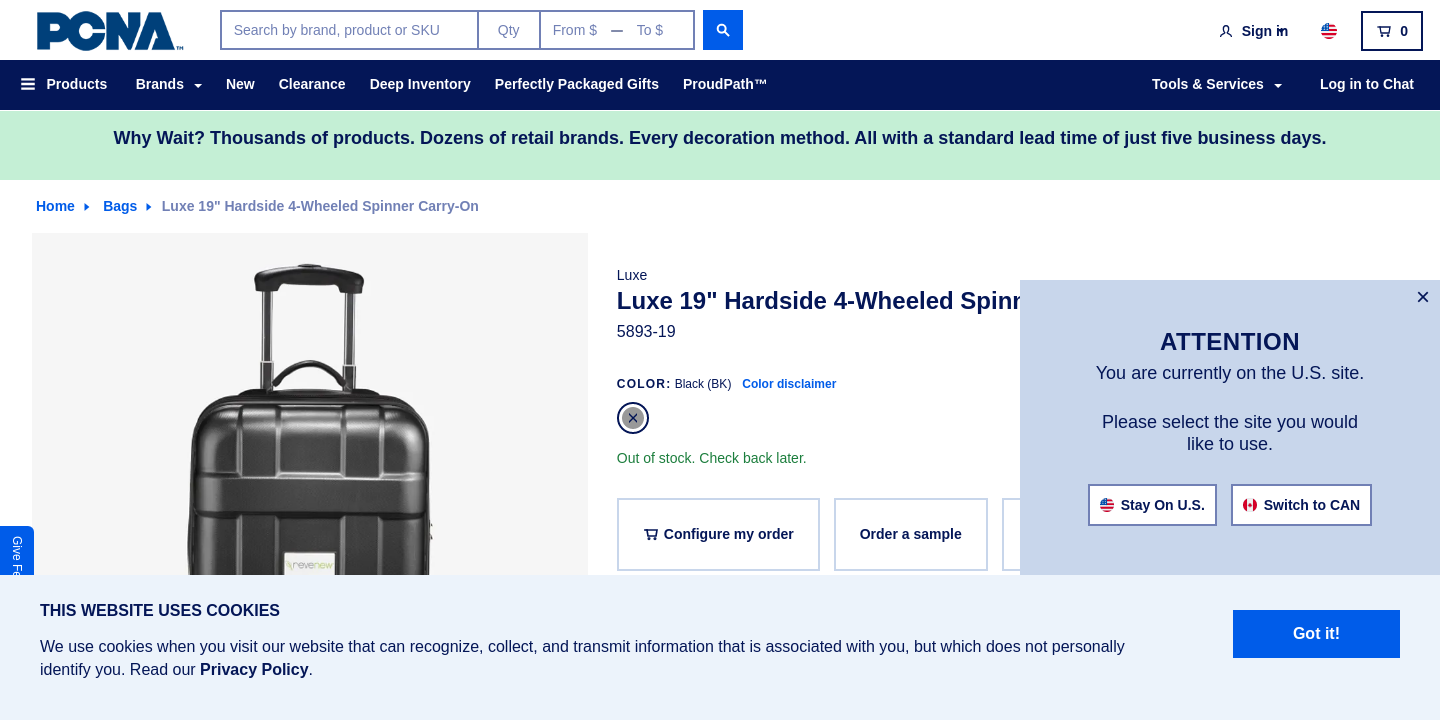 PCNA™
Search by brand, product or SKU
Qty
From $ — To $
Sign in
0
Products
Brands
New
Clearance
Deep Inventory
Perfectly Packaged Gifts
ProudPath™
Tools & Services
Log in to Chat
Why Wait? Thousands of products. Dozens of retail brands. Every decoration method. All with a standard lead time of just five business days.
Home
Bags
Luxe 19" Hardside 4-Wheeled Spinner Carry-On
Luxe
Luxe 19" Hardside 4-Wheeled Spinn
5893-19
COLOR: Black (BK) Color disclaimer
Out of stock. Check back later.
Configure my order
Order a sample
revenew
Give Fe
×
ATTENTION
You are currently on the U.S. site.
Please select the site you would
like to use.
Stay On U.S.
Switch to CAN
THIS WEBSITE USES COOKIES
We use cookies when you visit our website that can recognize, collect, and transmit information that is associated with you, but which does not personally
identify you. Read our Privacy Policy.
Got it!